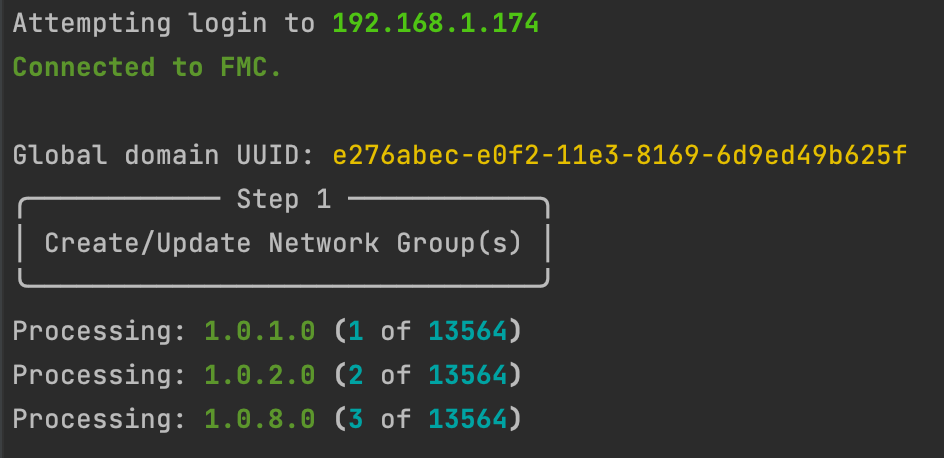 Attempting login to 192.168.1.174
Connected to FMC.
Global domain UUID: e276abec-e0f2-11e3-8169-6d9ed49b625f
Step 1
Create/Update Network Group(s)
Processing: 1.0.1.0 (1 of 13564)
Processing: 1.0.2.0 (2 of 13564)
Processing: 1.0.8.0 (3 of 13564)